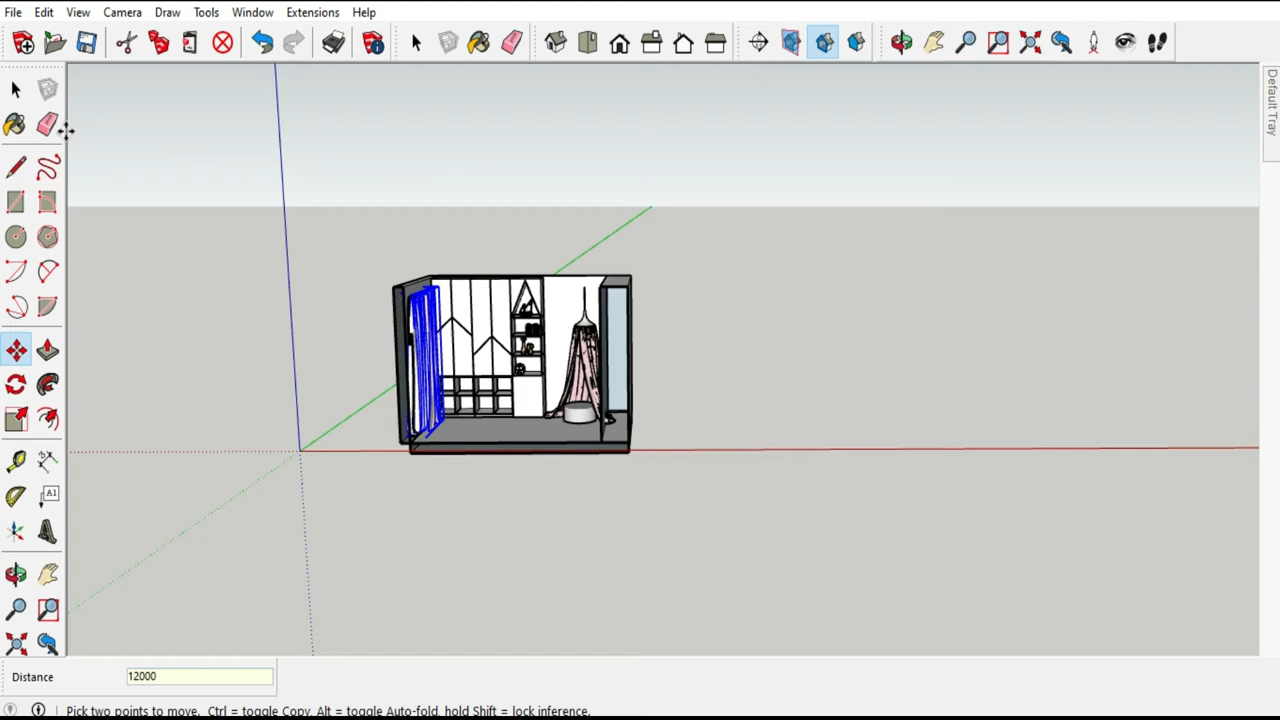 File Edit View Camera Draw Tools Window Extensions Help
Default Tray
A1
Distance 12000
Pick two points to move. Ctrl = toggle Copy, Alt = toggle Auto-fold, hold Shift = lock inference.